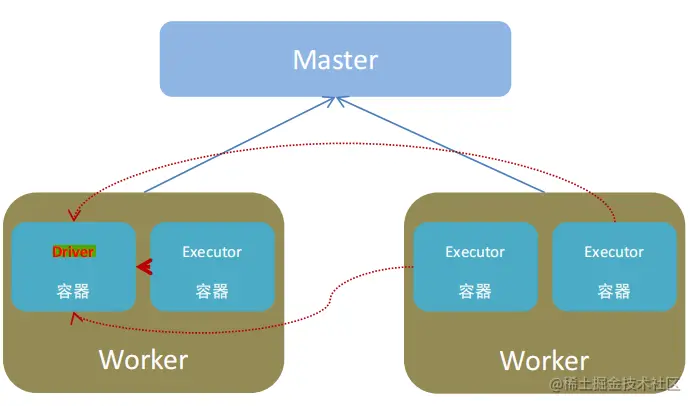 Master
Driver
容器
Executor
容器
Worker
Executor
容器
Executor
容器
Worker
@稀土掘金技术社区